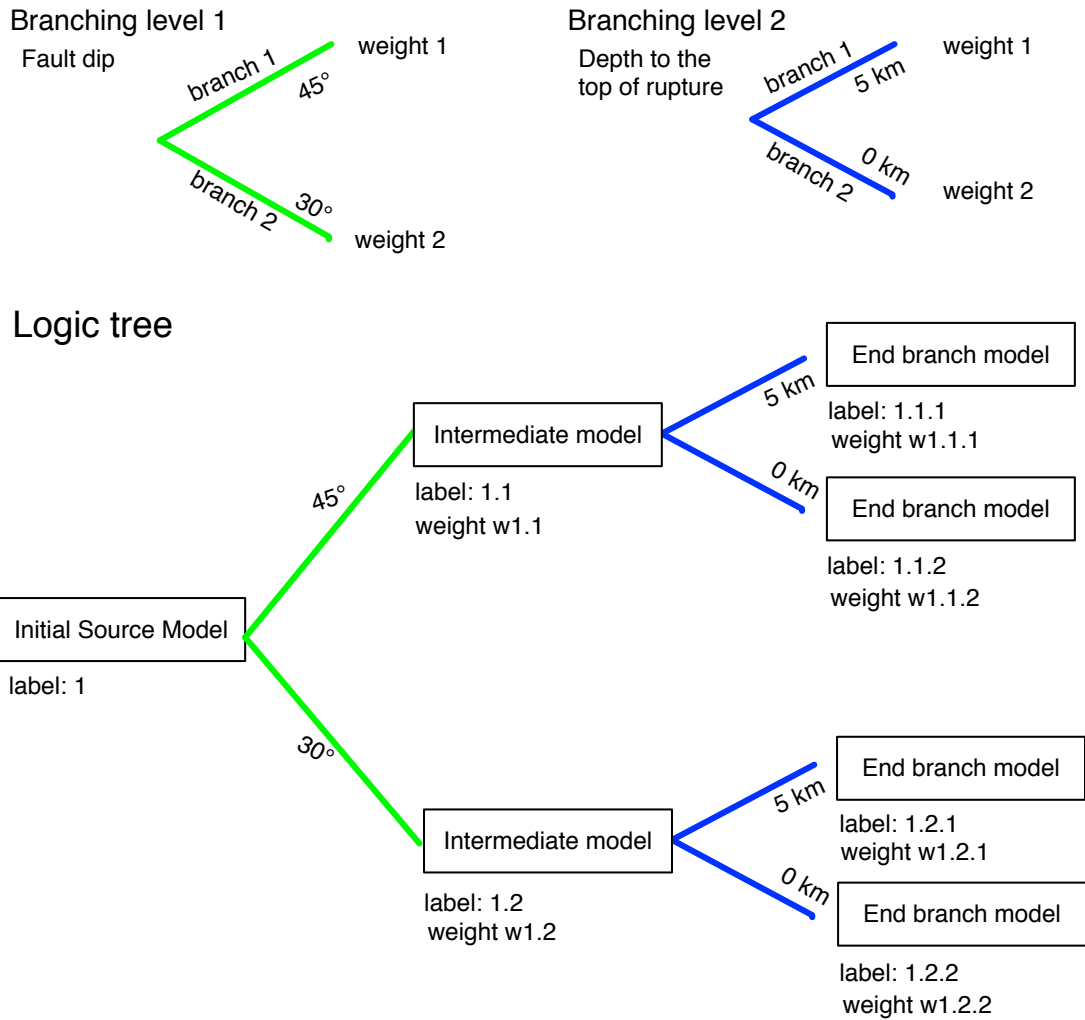 Branching level 1
Fault dip
branch 1
45°
weight 1
branch 2
30°
weight 2
Branching level 2
Depth to the
top of rupture
branch 1
5 km
weight 1
branch 2
0 km
weight 2
Logic tree
Initial Source Model
label: 1
45°
30°
Intermediate model
label: 1.1
weight w1.1
5 km
0 km
End branch model
label: 1.1.1
weight w1.1.1
End branch model
label: 1.1.2
weight w1.1.2
Intermediate model
label: 1.2
weight w1.2
5 km
0 km
End branch model
label: 1.2.1
weight w1.2.1
End branch model
label: 1.2.2
weight w1.2.2